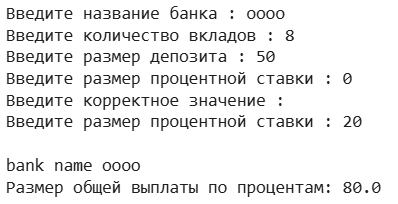 Введите название банка : оооо
Введите количество вкладов : 8
Введите размер депозита : 50
Введите размер процентной ставки : 0
Введите корректное значение :
Введите размер процентной ставки : 20
bank name оооо
Размер общей выплаты по процентам: 80.0